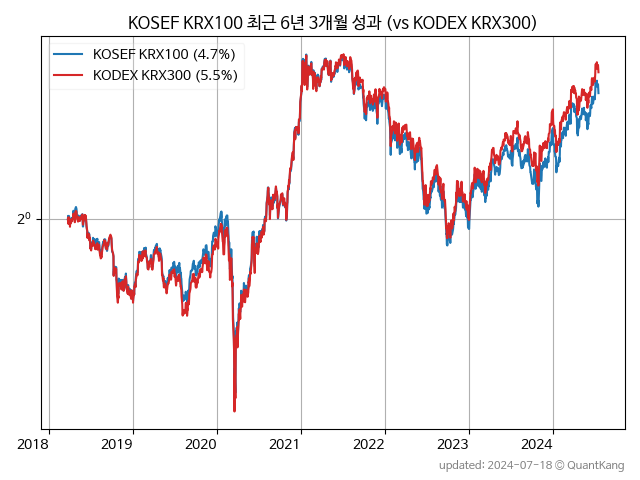 KOSEF KRX100 최근 6년 3개월 성과 (vs KODEX KRX300)
KOSEF KRX100 (4.7%)
KODEX KRX300 (5.5%)
2⁰
2018 2019 2020 2021 2022 2023 2024
updated: 2024-07-18 © QuantKang